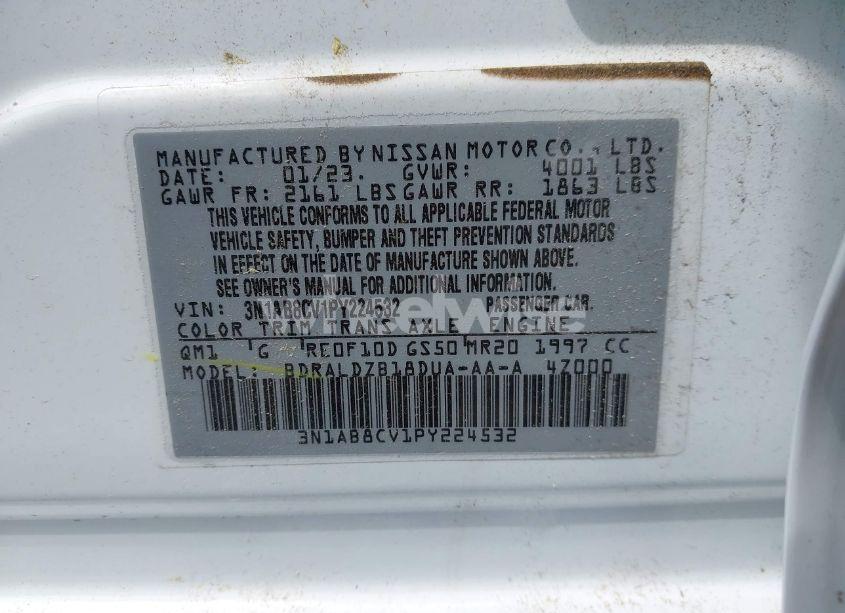 MANUFACTURED BY NISSAN MOTOR CO., LTD.
DATE: 01/23. GVWR: 4001 LBS
GAWR FR: 2161 LBS GAWR RR: 1863 LBS
THIS VEHICLE CONFORMS TO ALL APPLICABLE FEDERAL MOTOR
VEHICLE SAFETY, BUMPER AND THEFT PREVENTION STANDARDS
IN EFFECT ON THE DATE OF MANUFACTURE SHOWN ABOVE.
SEE OWNER'S MANUAL FOR ADDITIONAL INFORMATION
VIN: 3N1AB8CV1PY224532 PASSENGER CAR.
COLOR TRIM TRANS AXLE ENGINE
QM1 G RE0F10D GS50 MR20 1997 CC
MODEL: BDRALDZB18DUA-AA-A 4Z000
3N1AB8CV1PY224532